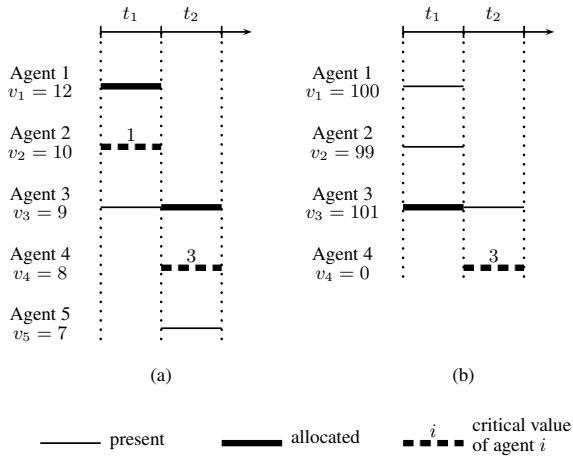 t₁ t₂
Agent 1
v₁ = 12
Agent 2
v₂ = 10
1
Agent 3
v₃ = 9
Agent 4
v₄ = 8
3
Agent 5
v₅ = 7
(a)
t₁ t₂
Agent 1
v₁ = 100
Agent 2
v₂ = 99
Agent 3
v₃ = 101
Agent 4
v₄ = 0
3
(b)
present
allocated
i
critical value
of agent i